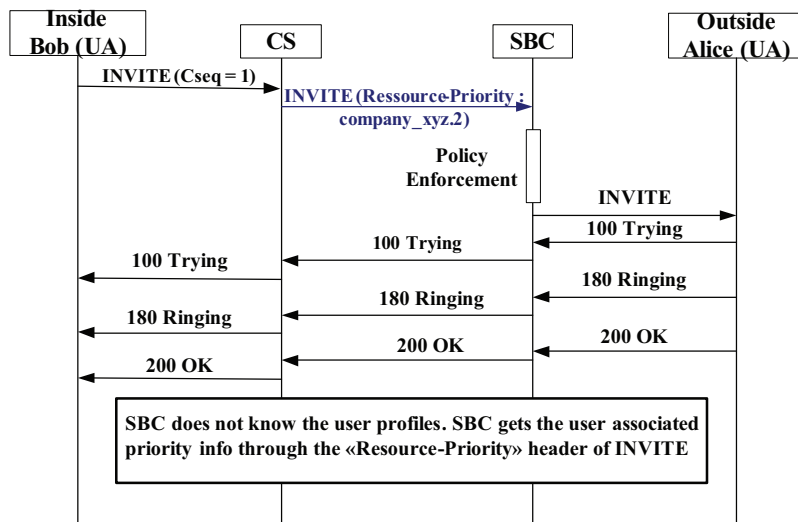 Inside
Bob (UA)
CS
SBC
Outside
Alice (UA)
INVITE (Cseq = 1)
INVITE (Ressource-Priority :
company_xyz.2)
Policy
Enforcement
INVITE
100 Trying
100 Trying
100 Trying
180 Ringing
180 Ringing
180 Ringing
200 OK
200 OK
200 OK
SBC does not know the user profiles. SBC gets the user associated
priority info through the «Resource-Priority» header of INVITE